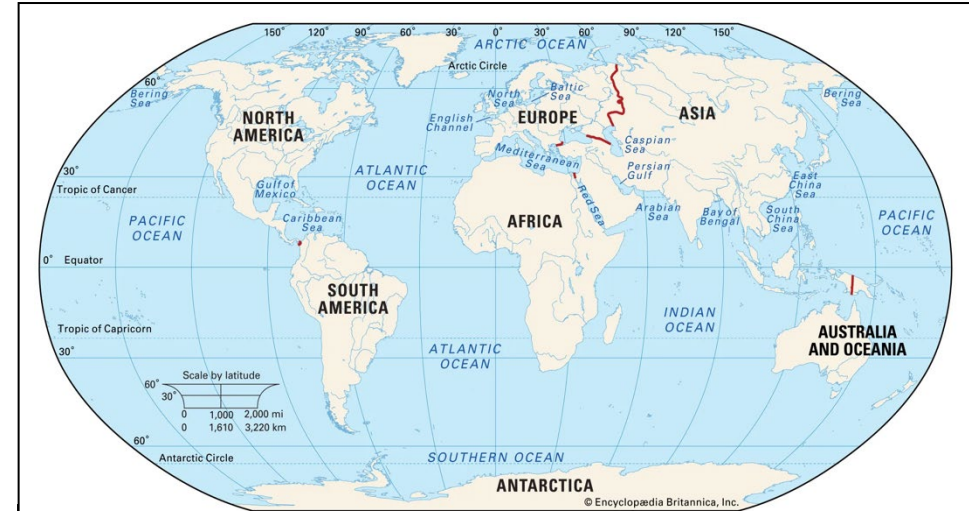 150° 120° 90° 60° 30° 0° 30° 60° 90° 120° 150°
ARCTIC OCEAN
Arctic Circle
60°
60°
Bering
Sea
NORTH
AMERICA
North
Sea
Baltic
Sea
English
Channel
EUROPE
ASIA
Bering
Sea
Caspian
Sea
Mediterranean
Sea
Persian
Gulf
30°
30°
Tropic of Cancer
ATLANTIC
OCEAN
Gulf of
Mexico
Caribbean
Sea
PACIFIC
OCEAN
AFRICA
Red Sea
Arabian
Sea
Bay of
Bengal
South
China
Sea
East
China
Sea
PACIFIC
OCEAN
0° Equator
0°
SOUTH
AMERICA
INDIAN
OCEAN
Tropic of Capricorn
30°
30°
ATLANTIC
OCEAN
AUSTRALIA
AND OCEANIA
Scale by latitude
60°
30°
0 1,000 2,000 mi
0 1,610 3,220 km
60°
60°
Antarctic Circle
SOUTHERN OCEAN
ANTARCTICA
© Encyclopædia Britannica, Inc.